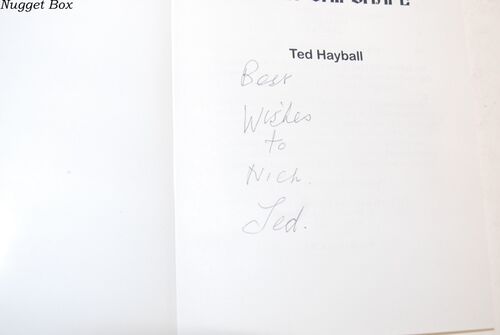 Nugget Box
Ted Hayball
Best
Wishes
to
Nick.
Ted.